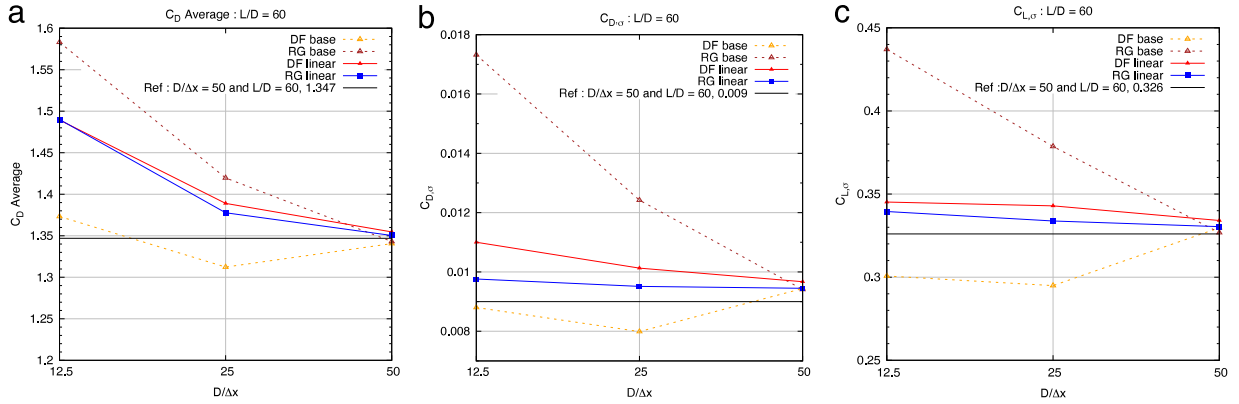 a
C_D Average : L/D = 60
DF base
RG base
DF linear
RG linear
Ref : D/Δx = 50 and L/D = 60, 1.347
1.6
1.55
1.5
1.45
1.4
1.35
1.3
1.25
1.2
C_D Average
12.5
25
50
D/Δx
b
C_D,σ : L/D = 60
DF base
RG base
DF linear
RG linear
Ref : D/Δx = 50 and L/D = 60, 0.009
0.018
0.016
0.014
0.012
0.01
0.008
C_D,σ
12.5
25
50
D/Δx
c
C_L,σ : L/D = 60
DF base
RG base
DF linear
RG linear
Ref : D/Δx = 50 and L/D = 60, 0.326
0.45
0.4
0.35
0.3
0.25
C_L,σ
12.5
25
50
D/Δx